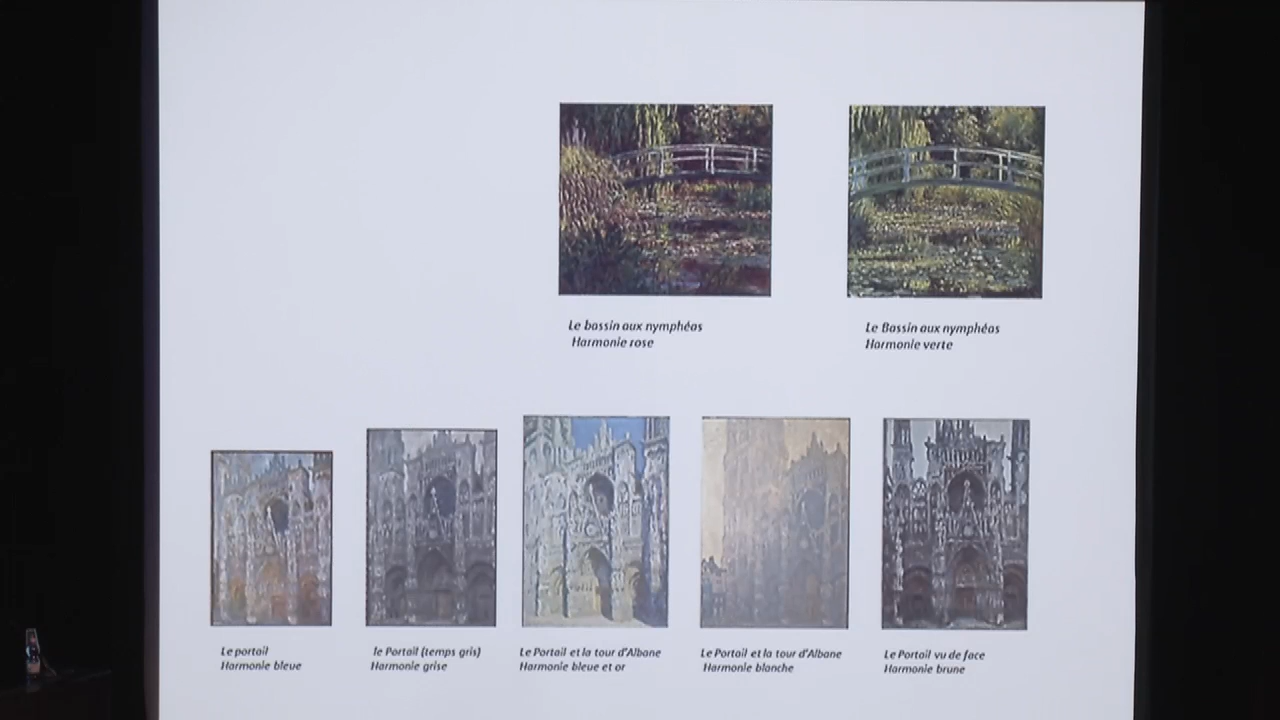 Le bassin aux nymphéas
Harmonie rose
Le Bassin aux nymphéas
Harmonie verte
Le portail
Harmonie bleue
le Portail (temps gris)
Harmonie grise
Le Portail et la tour d'Albane
Harmonie bleue et or
Le Portail et la tour d'Albane
Harmonie blanche
Le Portail vu de face
Harmonie brune